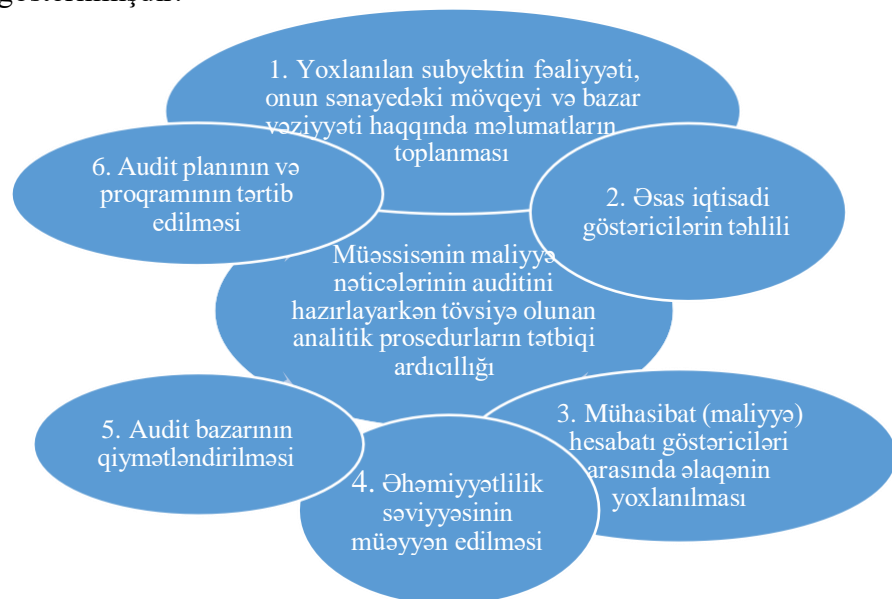 1. Yoxlanılan subyektin fəaliyyəti,
onun sənayedəki mövqeyi və bazar
vəziyyəti haqqında məlumatların
toplanması
2. Əsas iqtisadi
göstəricilərin təhlili
3. Mühasibat (maliyyə)
hesabatı göstəriciləri
arasında əlaqənin
yoxlanılması
4. Əhəmiyyətlilik
səviyyəsinin
müəyyən edilməsi
5. Audit bazarının
qiymətləndirilməsi
6. Audit planının və
proqramının tərtib
edilməsi
Müəssisənin maliyyə
nəticələrinin auditini
hazırlayarkən tövsiyə olunan
analitik prosedurların tətbiqi
ardıcıllığı